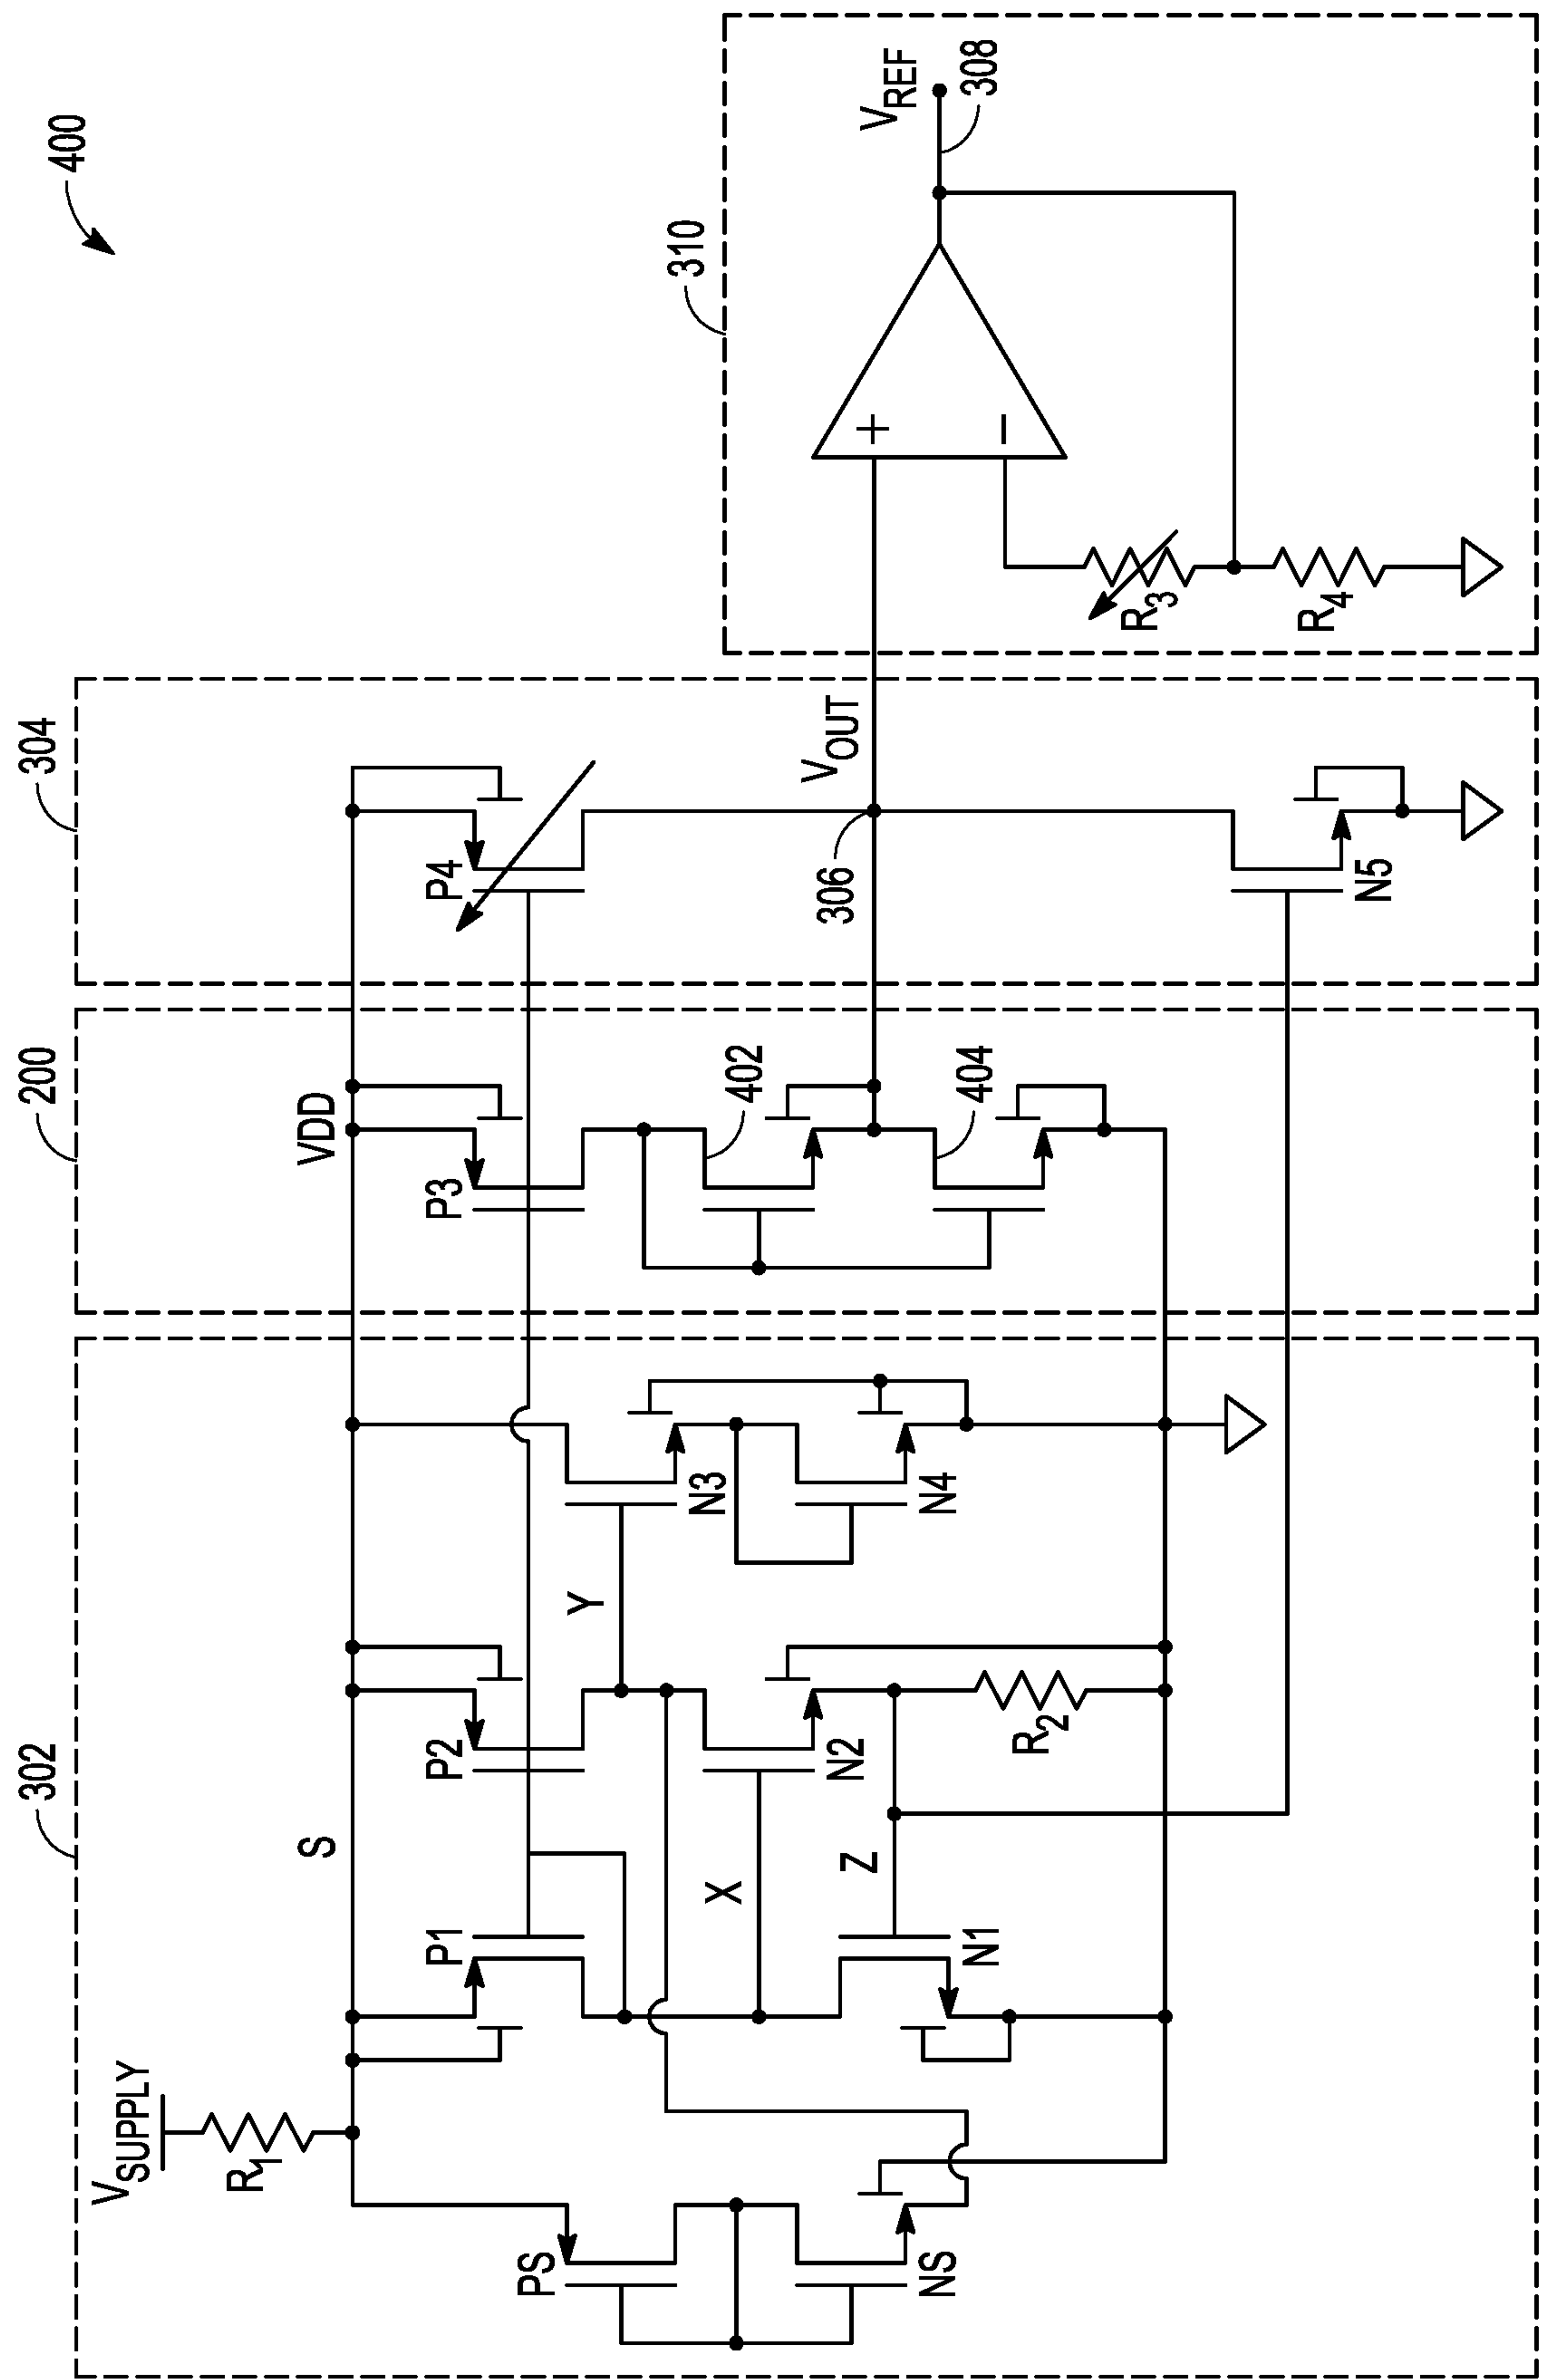 400
302
200
304
310
V_SUPPLY
R_1
S
VDD
PS
P1
P2
P3
P4
NS
X
Y
Z
N1
N2
R_2
N3
N4
402
404
V_OUT
306
N5
V_REF
308
+
−
R_3
R_4